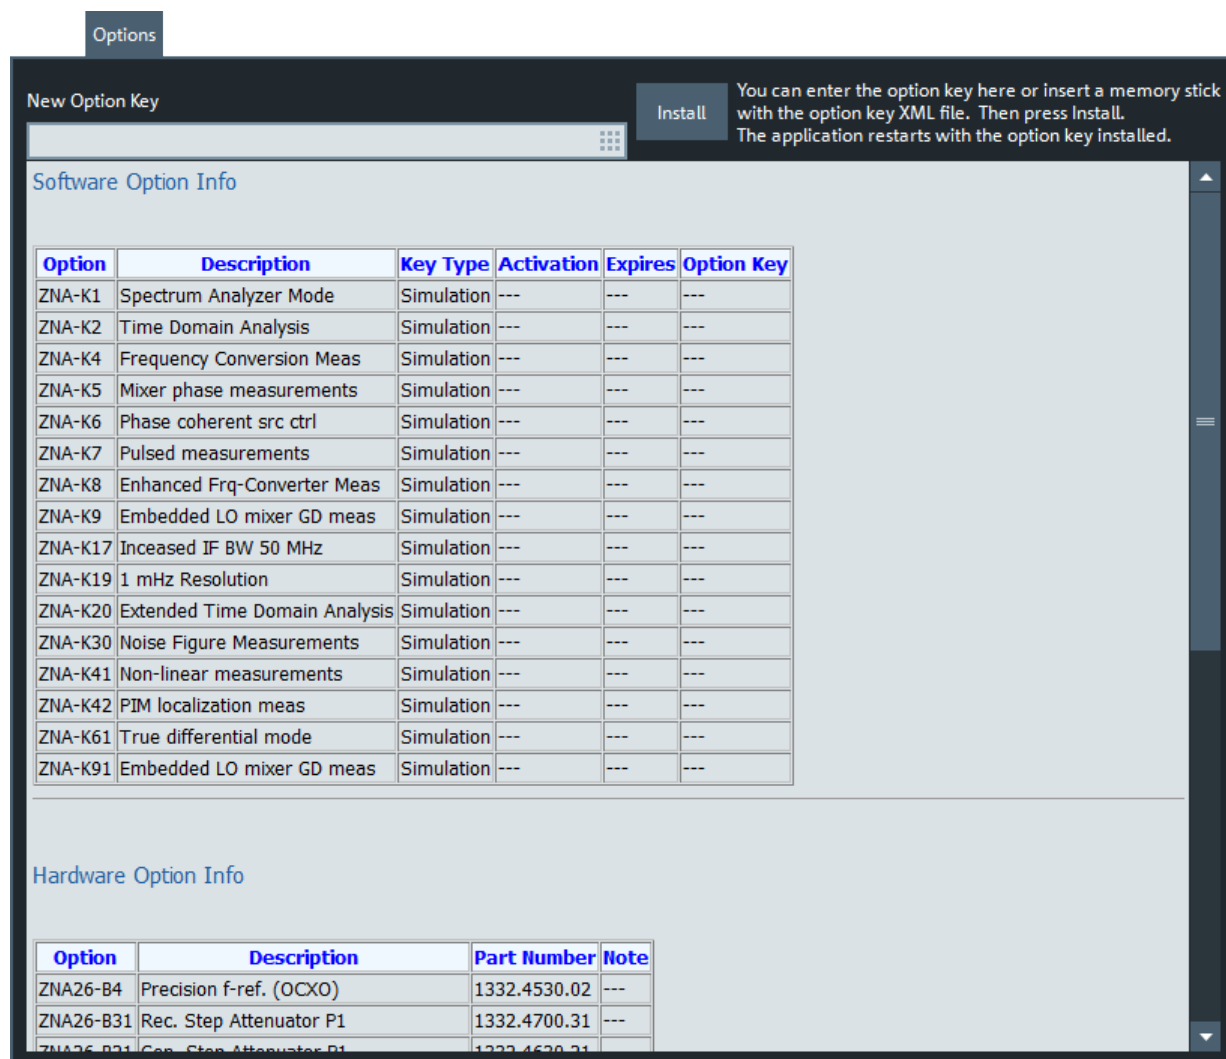 Options
New Option Key
Install
You can enter the option key here or insert a memory stick
with the option key XML file. Then press Install.
The application restarts with the option key installed.
Software Option Info
Option Description Key Type Activation Expires Option Key
ZNA-K1 Spectrum Analyzer Mode Simulation --- --- ---
ZNA-K2 Time Domain Analysis Simulation --- --- ---
ZNA-K4 Frequency Conversion Meas Simulation --- --- ---
ZNA-K5 Mixer phase measurements Simulation --- --- ---
ZNA-K6 Phase coherent src ctrl Simulation --- --- ---
ZNA-K7 Pulsed measurements Simulation --- --- ---
ZNA-K8 Enhanced Frq-Converter Meas Simulation --- --- ---
ZNA-K9 Embedded LO mixer GD meas Simulation --- --- ---
ZNA-K17 Inceased IF BW 50 MHz Simulation --- --- ---
ZNA-K19 1 mHz Resolution Simulation --- --- ---
ZNA-K20 Extended Time Domain Analysis Simulation --- --- ---
ZNA-K30 Noise Figure Measurements Simulation --- --- ---
ZNA-K41 Non-linear measurements Simulation --- --- ---
ZNA-K42 PIM localization meas Simulation --- --- ---
ZNA-K61 True differential mode Simulation --- --- ---
ZNA-K91 Embedded LO mixer GD meas Simulation --- --- ---
Hardware Option Info
Option Description Part Number Note
ZNA26-B4 Precision f-ref. (OCXO) 1332.4530.02 ---
ZNA26-B31 Rec. Step Attenuator P1 1332.4700.31 ---
ZNA26-B21 Gen. Step Attenuator P1 1332.4630.21